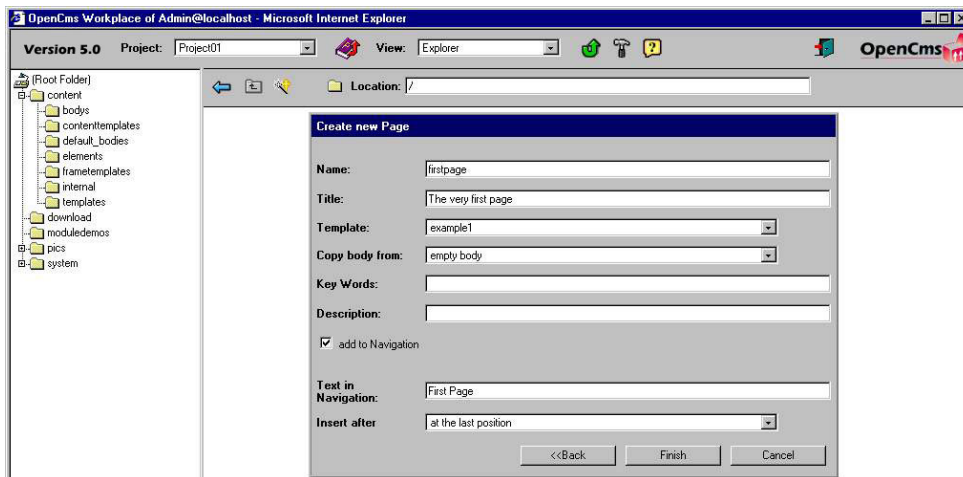 OpenCms Workplace of Admin@localhost - Microsoft Internet Explorer
Version 5.0 Project: Project01 View: Explorer OpenCms
(Root Folder)
content
bodys
contenttemplates
default_bodies
elements
frametemplates
internal
templates
download
moduledemos
pics
system
Location: /
Create new Page
Name: firstpage
Title: The very first page
Template: example1
Copy body from: empty body
Key Words:
Description:
add to Navigation
Text in
Navigation: First Page
Insert after at the last position
<<Back Finish Cancel